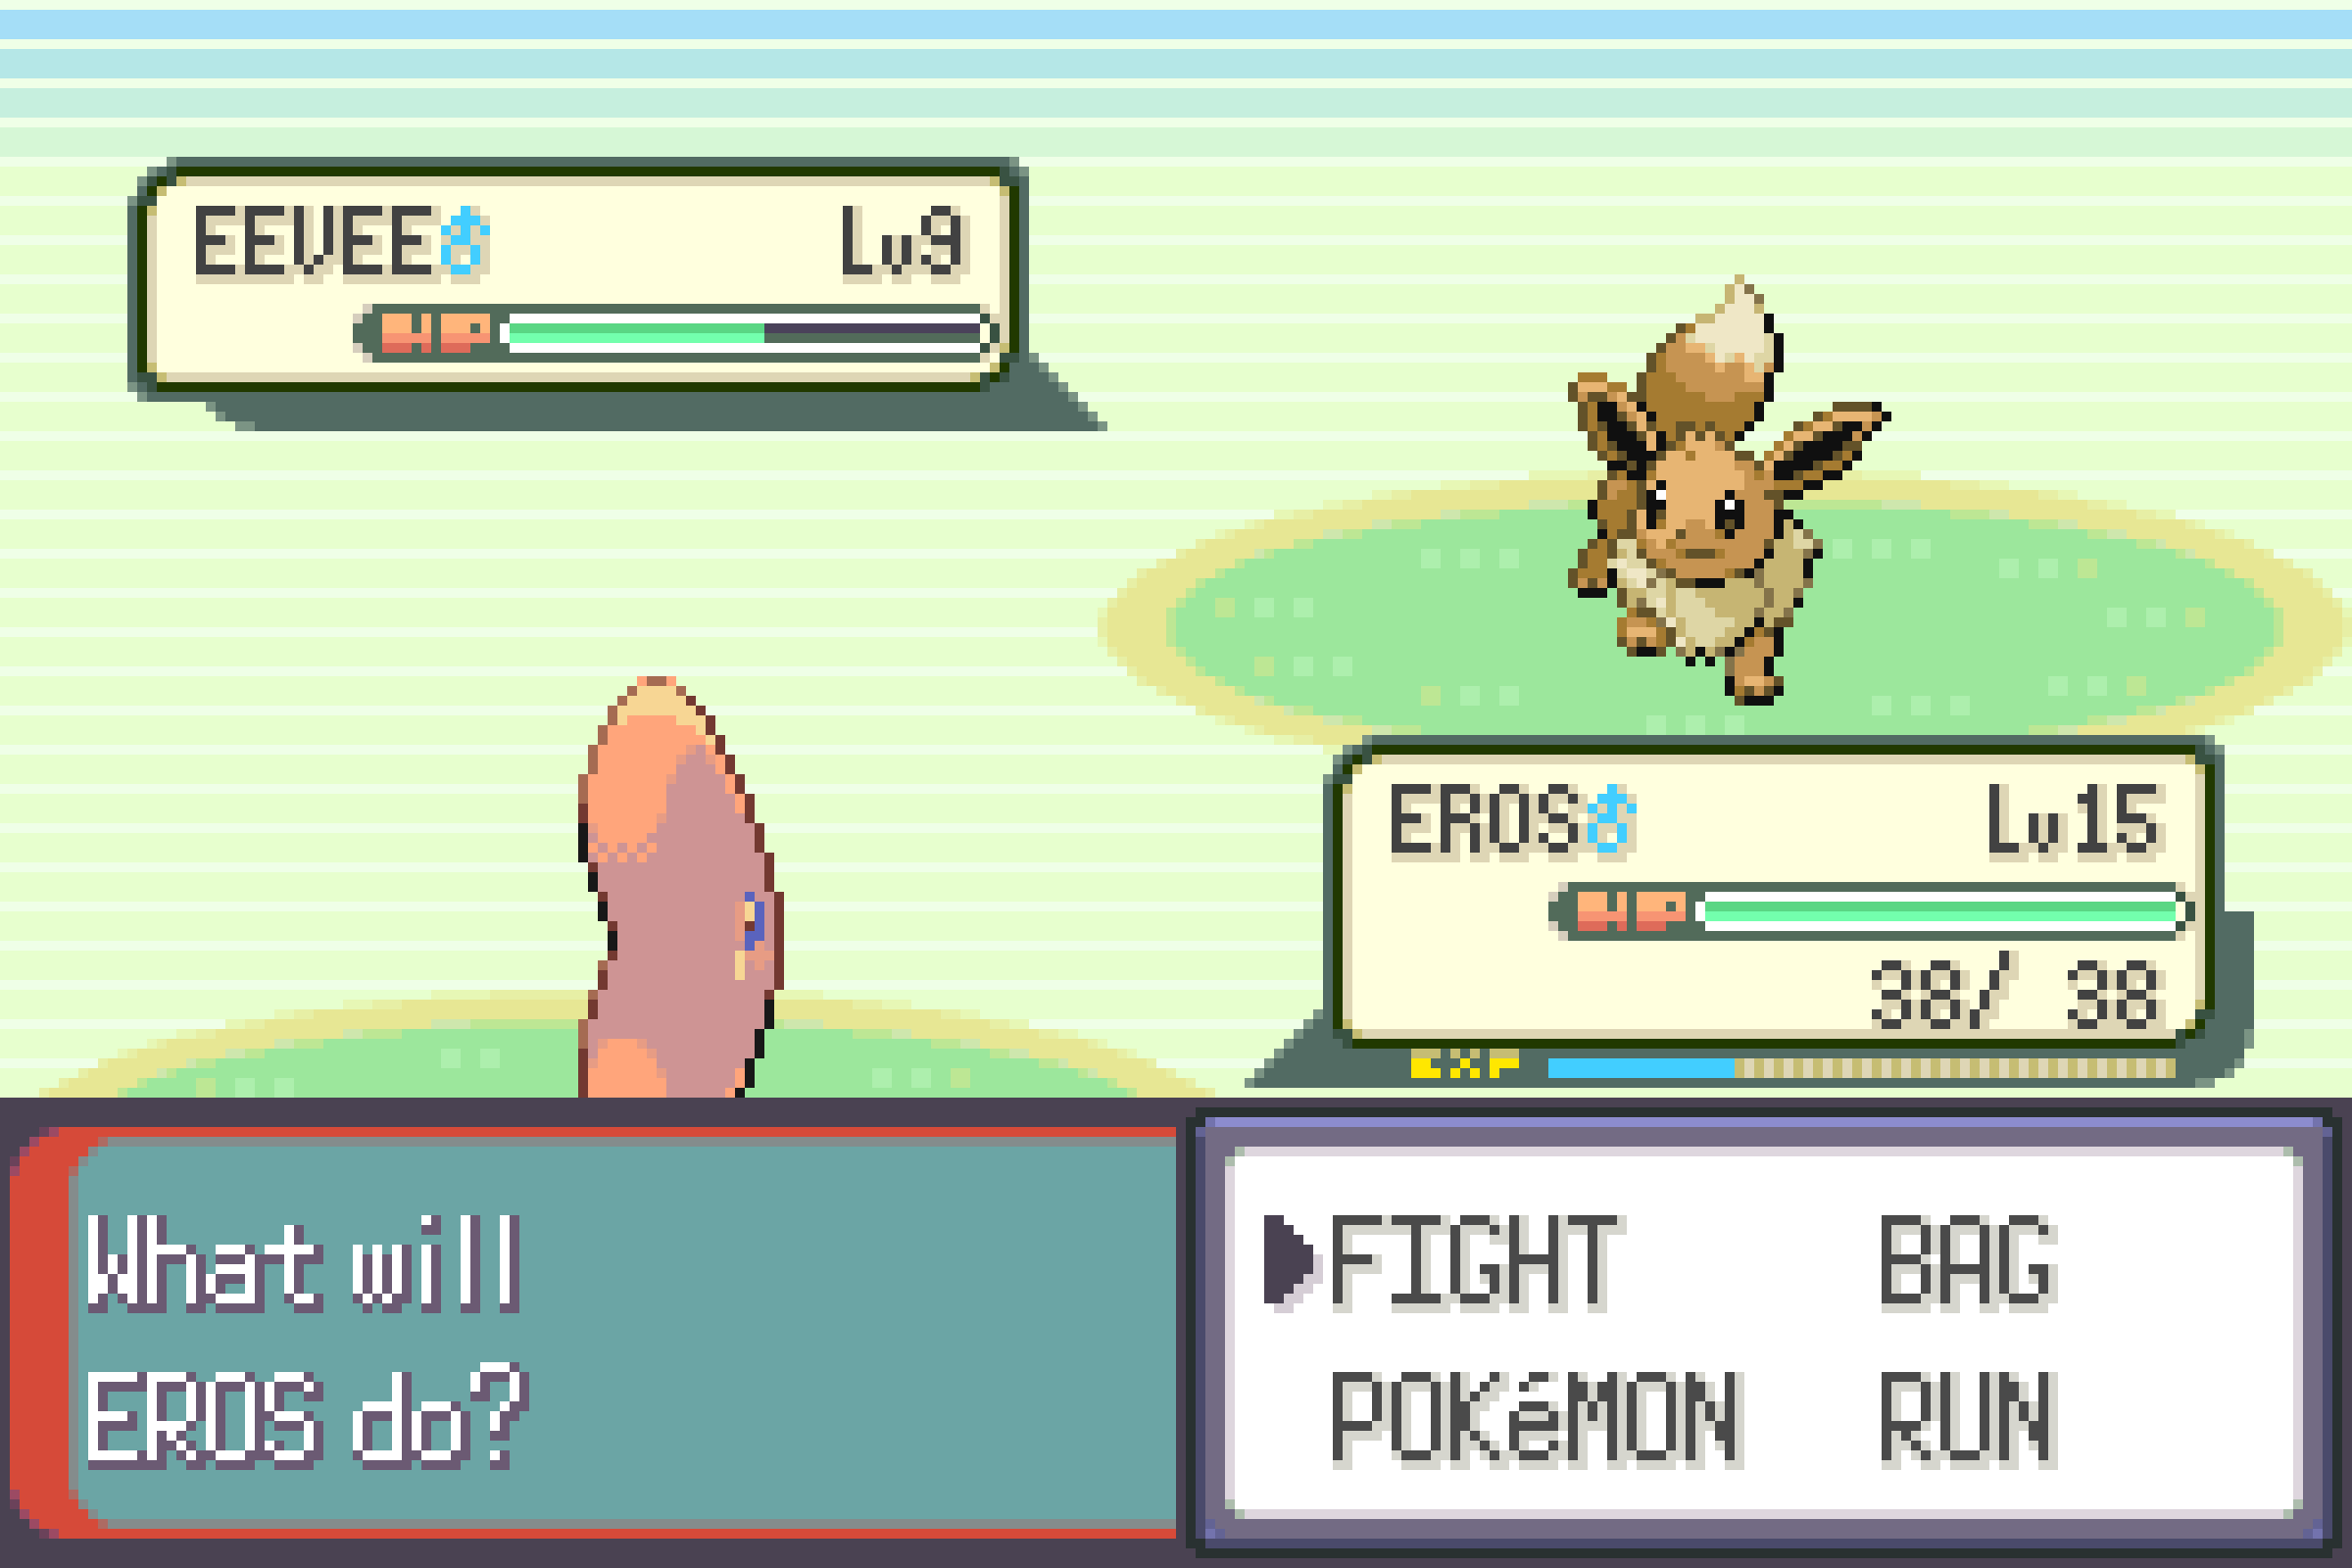 EEVEE♂ Lv9
HP
EROS♂ Lv15
HP
38/ 38
EXP
What will
EROS do?
▶FIGHT BAG
POKéMON RUN